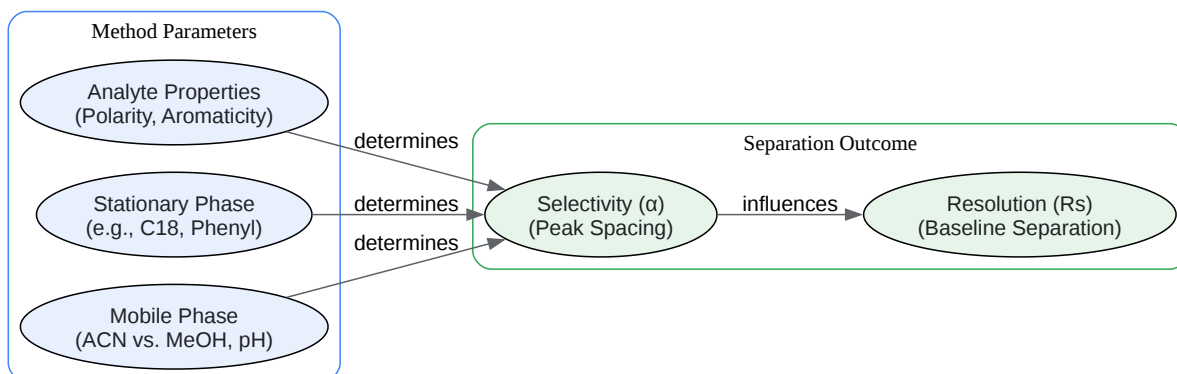 Method Parameters
Analyte Properties
(Polarity, Aromaticity)
Stationary Phase
(e.g., C18, Phenyl)
Mobile Phase
(ACN vs. MeOH, pH)
determines
determines
determines
Separation Outcome
Selectivity (α)
(Peak Spacing)
influences
Resolution (Rs)
(Baseline Separation)